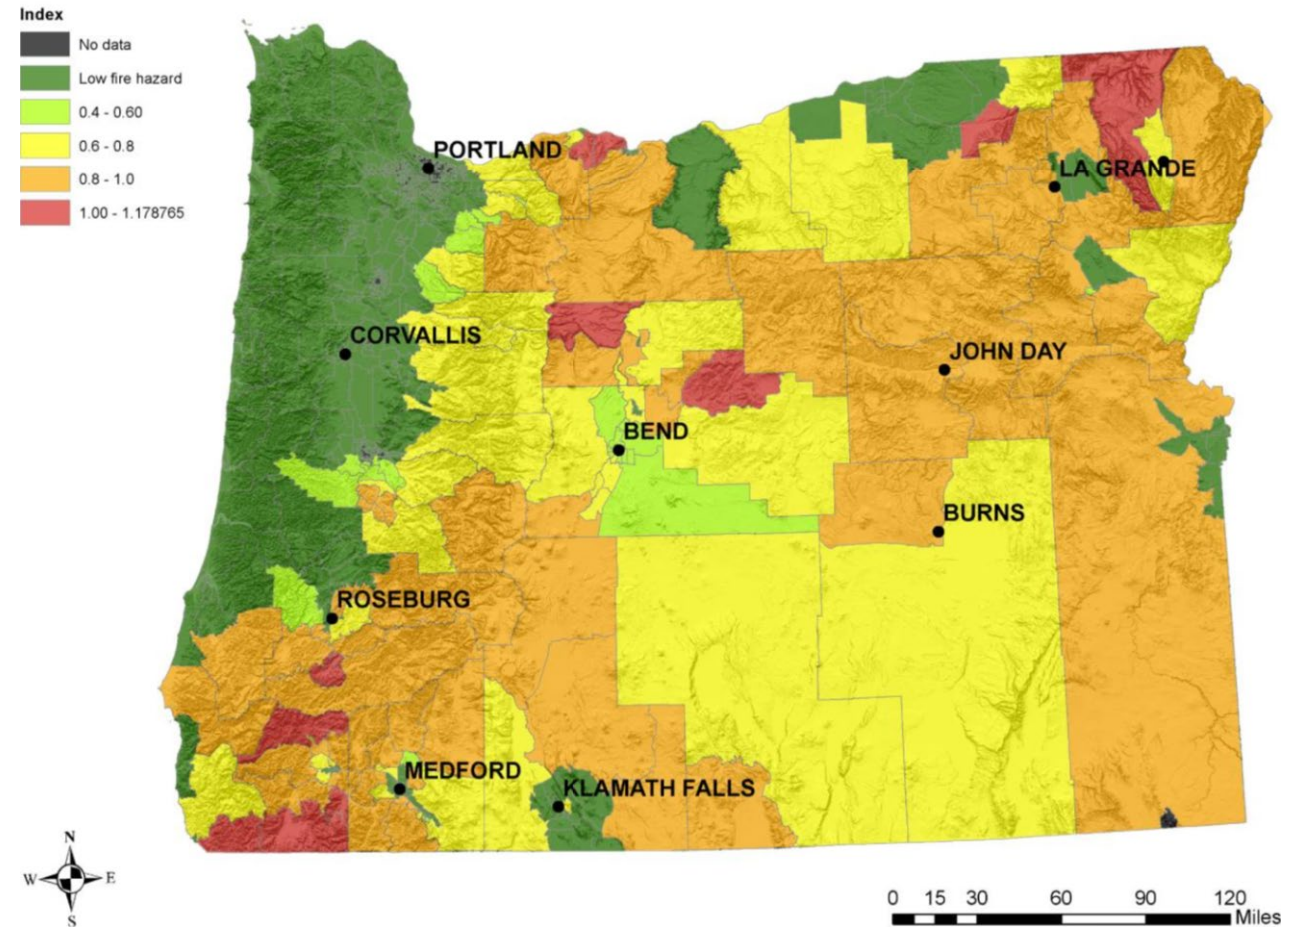 Index
No data
Low fire hazard
0.4 - 0.60
0.6 - 0.8
0.8 - 1.0
1.00 - 1.178765
PORTLAND
LA GRANDE
CORVALLIS
JOHN DAY
BEND
BURNS
ROSEBURG
MEDFORD
KLAMATH FALLS
N
W E
S
0 15 30 60 90 120
Miles